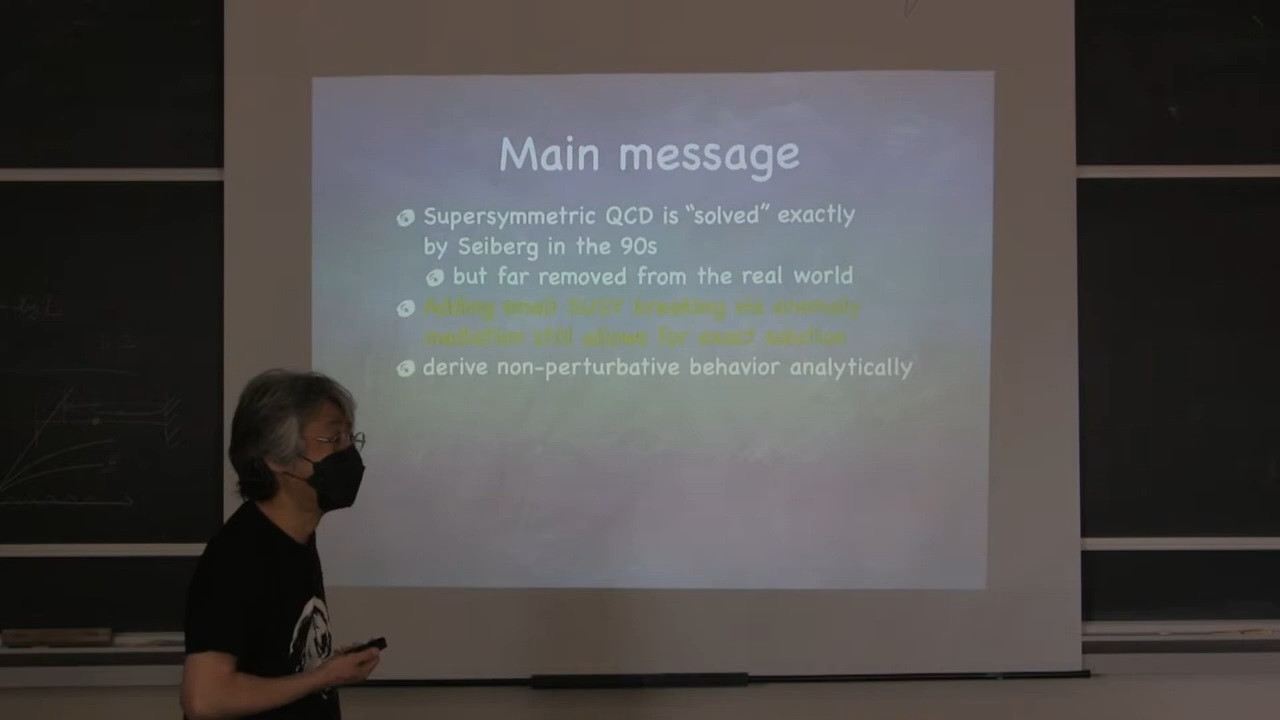 Main message
Supersymmetric QCD is “solved” exactly
by Seiberg in the 90s
but far removed from the real world
Adding small SUSY breaking via anomaly
mediation still allows for exact solution
derive non-perturbative behavior analytically